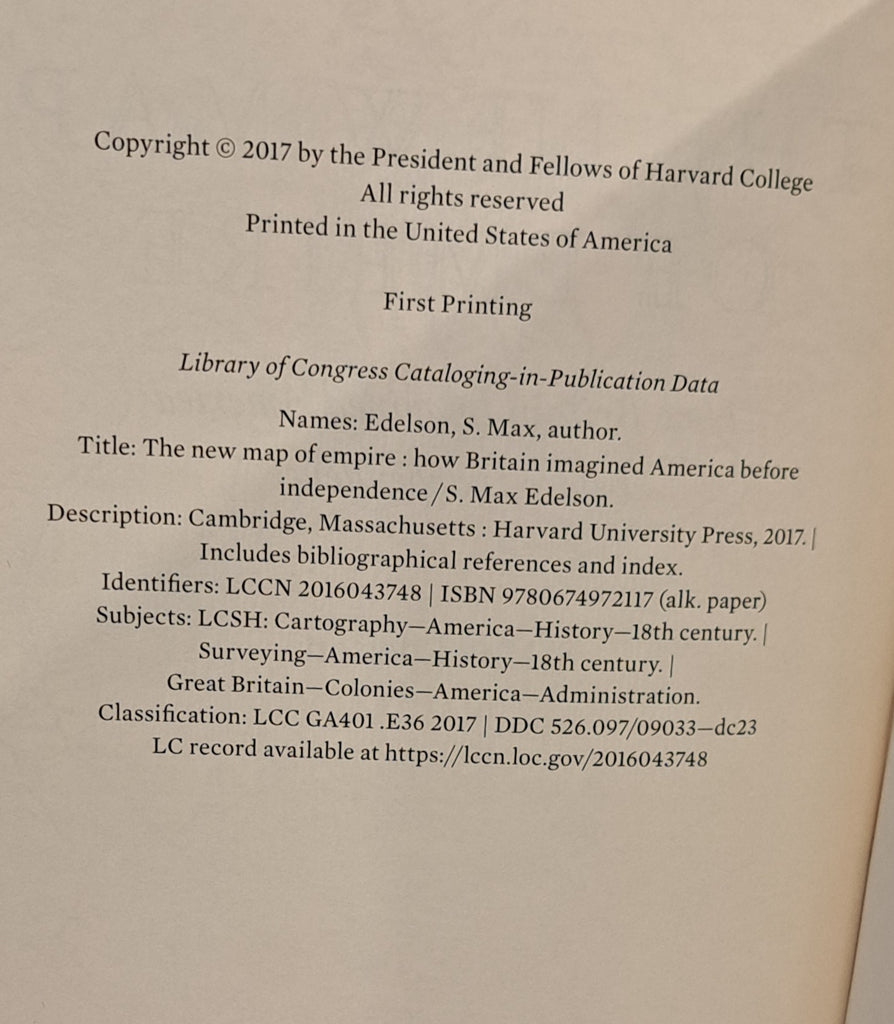 Copyright © 2017 by the President and Fellows of Harvard College
All rights reserved
Printed in the United States of America
First Printing
Library of Congress Cataloging-in-Publication Data
Names: Edelson, S. Max, author.
Title: The new map of empire : how Britain imagined America before
independence / S. Max Edelson.
Description: Cambridge, Massachusetts : Harvard University Press, 2017. |
Includes bibliographical references and index.
Identifiers: LCCN 2016043748 | ISBN 9780674972117 (alk. paper)
Subjects: LCSH: Cartography—America—History—18th century. |
Surveying—America—History—18th century. |
Great Britain—Colonies—America—Administration.
Classification: LCC GA401 .E36 2017 | DDC 526.097/09033—dc23
LC record available at https://lccn.loc.gov/2016043748